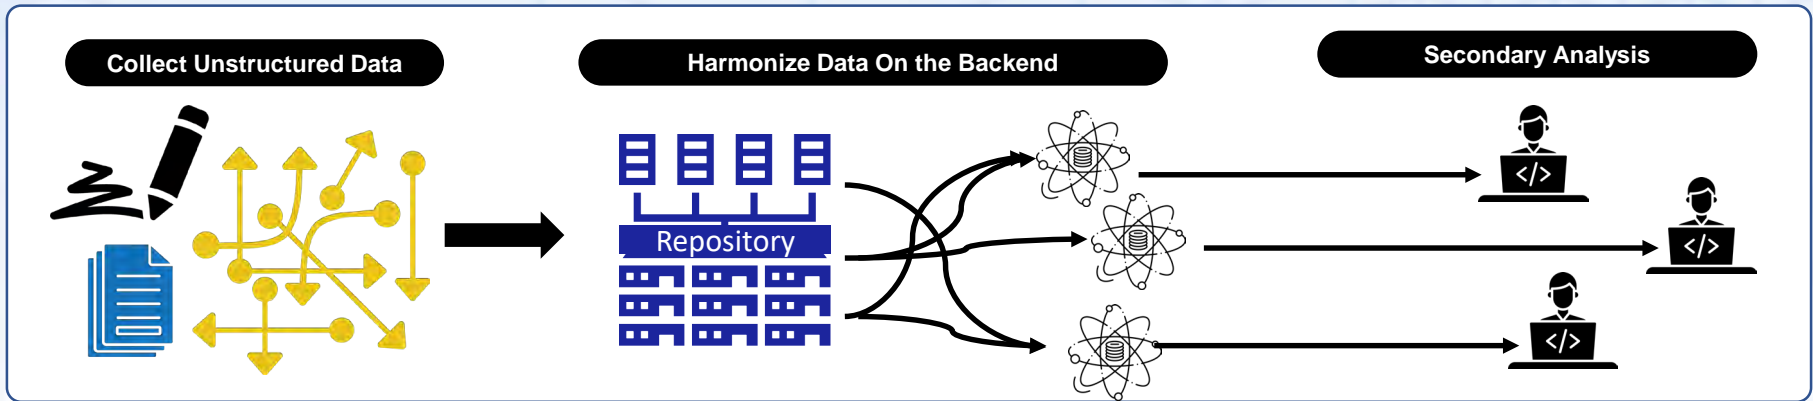 Collect Unstructured Data
Harmonize Data On the Backend
Secondary Analysis
Repository
</>
</>
</>